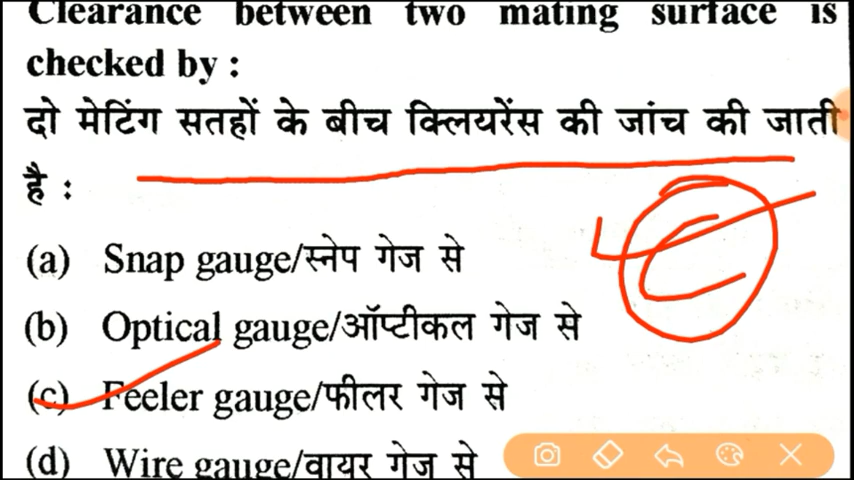 Clearance between two mating surface is
checked by :
दो मेटिंग सतहों के बीच क्लियरेंस की जांच की जाती
है :
(a) Snap gauge/स्नेप गेज से
(b) Optical gauge/ऑप्टीकल गेज से
(c) Feeler gauge/फीलर गेज से
(d) Wire gauge/वायर गेज से